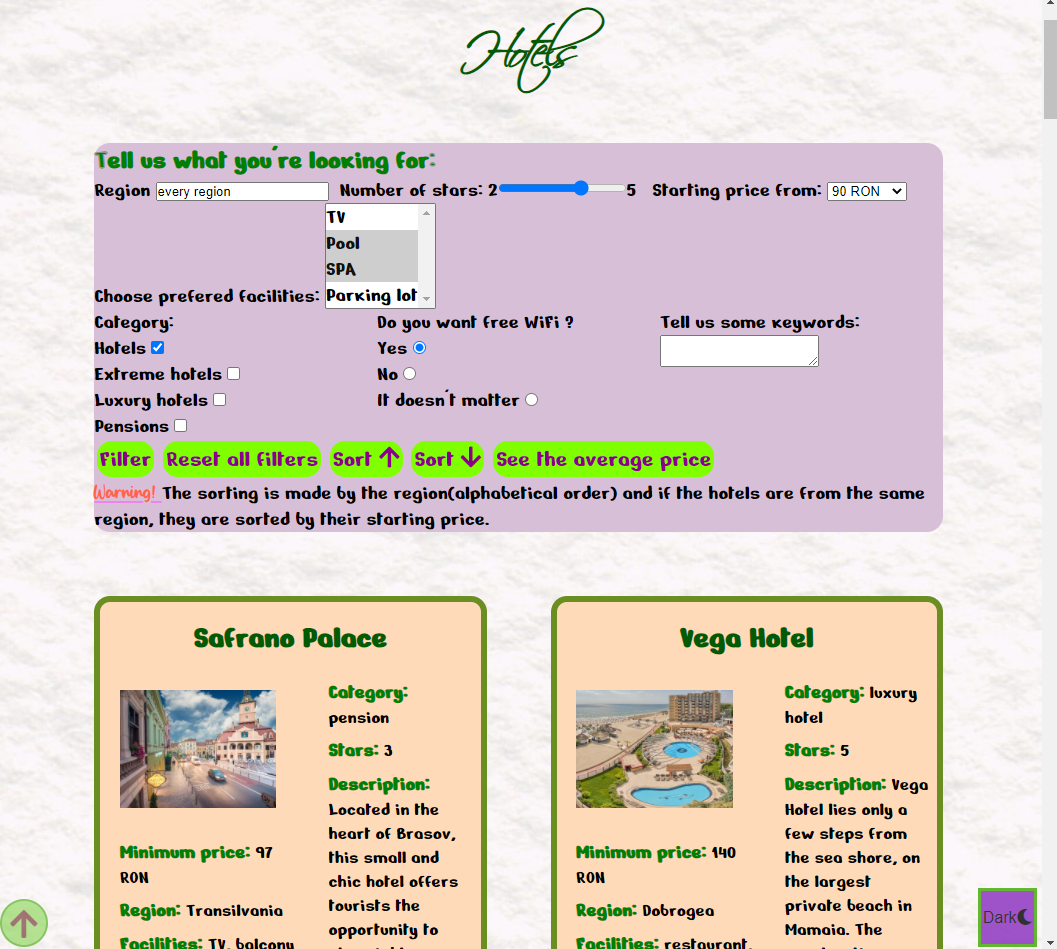 Hotels
Tell us what you're looking for:
Region every region Number of stars: 2 5 Starting price from: 90 RON
TV
Pool
SPA
Choose prefered facilities: Parking lot
Category: Do you want free WiFi ? Tell us some keywords:
Hotels Yes
Extreme hotels No
Luxury hotels It doesn't matter
Pensions
Filter Reset all filters Sort Sort See the average price
Warning! The sorting is made by the region(alphabetical order) and if the hotels are from the same
region, they are sorted by their starting price.
Safrano Palace
Category:
pension
Stars: 3
Description:
Located in the
heart of Brasov,
this small and
chic hotel offers
tourists the
opportunity to
Minimum price: 97
RON
Region: Transilvania
Facilities: TV, balcony
Vega Hotel
Category: luxury
hotel
Stars: 5
Description: Vega
Hotel lies only a
few steps from
the sea shore, on
the largest
private beach in
Mamaia. The
Minimum price: 140
RON
Region: Dobrogea
Facilities: restaurant,
Dark